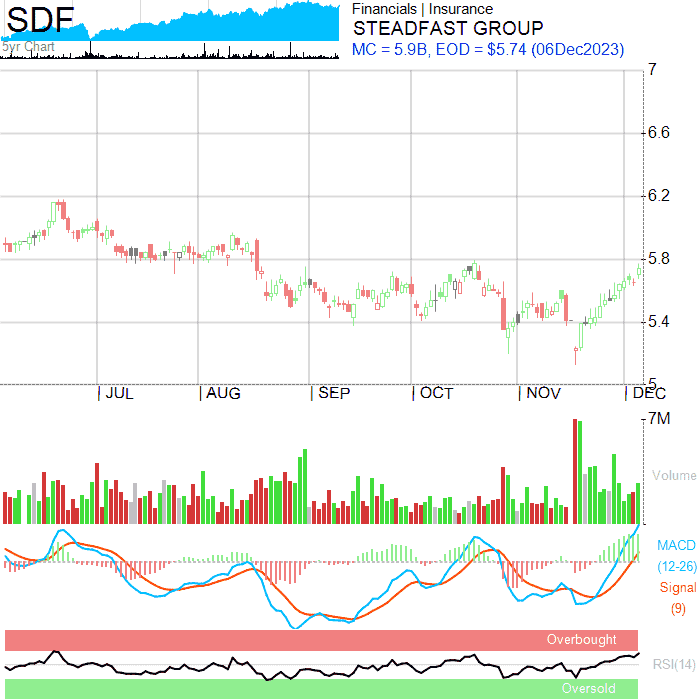 SDF
5yr Chart
Financials | Insurance
STEADFAST GROUP
MC = 5.9B, EOD = $5.74 (06Dec2023)
7
6.6
6.2
5.8
5.4
5
JUL AUG SEP OCT NOV DEC
7M
Volume
MACD
(12-26)
Signal
(9)
Overbought
RSI(14)
Oversold